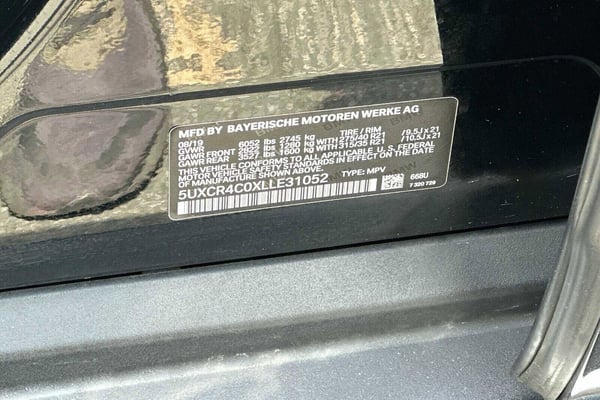 MFD BY BAYERISCHE MOTOREN WERKE AG
08/19 TIRE / RIM
GVWR 6052 lbs 2745 kg
GAWR FRONT 2822 lbs 1280 kg WITH 275/40 R21 /9.5J x 21
GAWR REAR 3527 lbs 1600 kg WITH 315/35 R21 /10.5J x 21
THIS VEHICLE CONFORMS TO ALL APPLICABLE U.S. FEDERAL
MOTOR VEHICLE SAFETY STANDARDS IN EFFECT ON THE DATE
OF MANUFACTURE SHOWN ABOVE.
5UXCR4C0XLLE31052 TYPE: MPV
668U
7 320 729